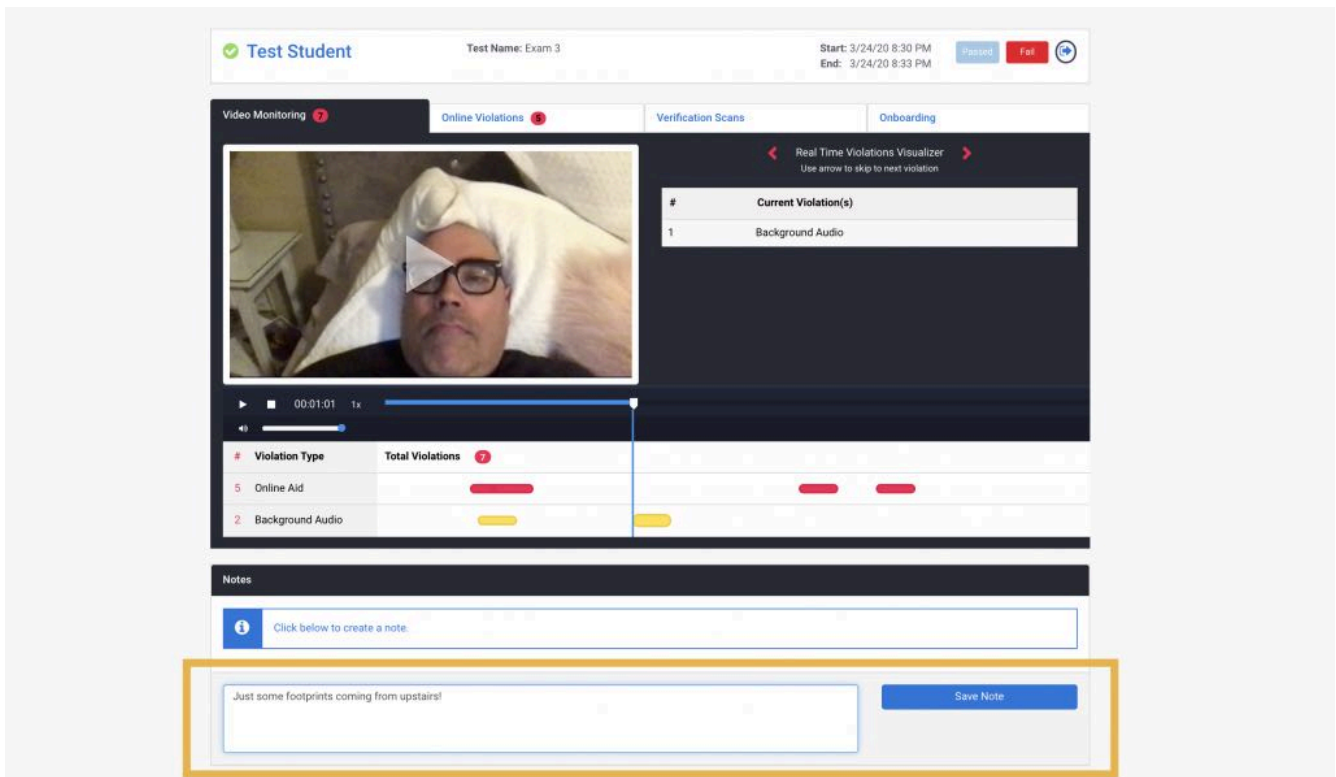 Test Student
Test Name: Exam 3
Start: 3/24/20 8:30 PM
End: 3/24/20 8:33 PM
Passed
Fail
Video Monitoring 7
Online Violations 5
Verification Scans
Onboarding
Real Time Violations Visualizer
Use arrow to skip to next violation
# Current Violation(s)
1 Background Audio
00:01:01 1x
# Violation Type Total Violations 7
5 Online Aid
2 Background Audio
Notes
Click below to create a note.
Just some footprints coming from upstairs!
Save Note